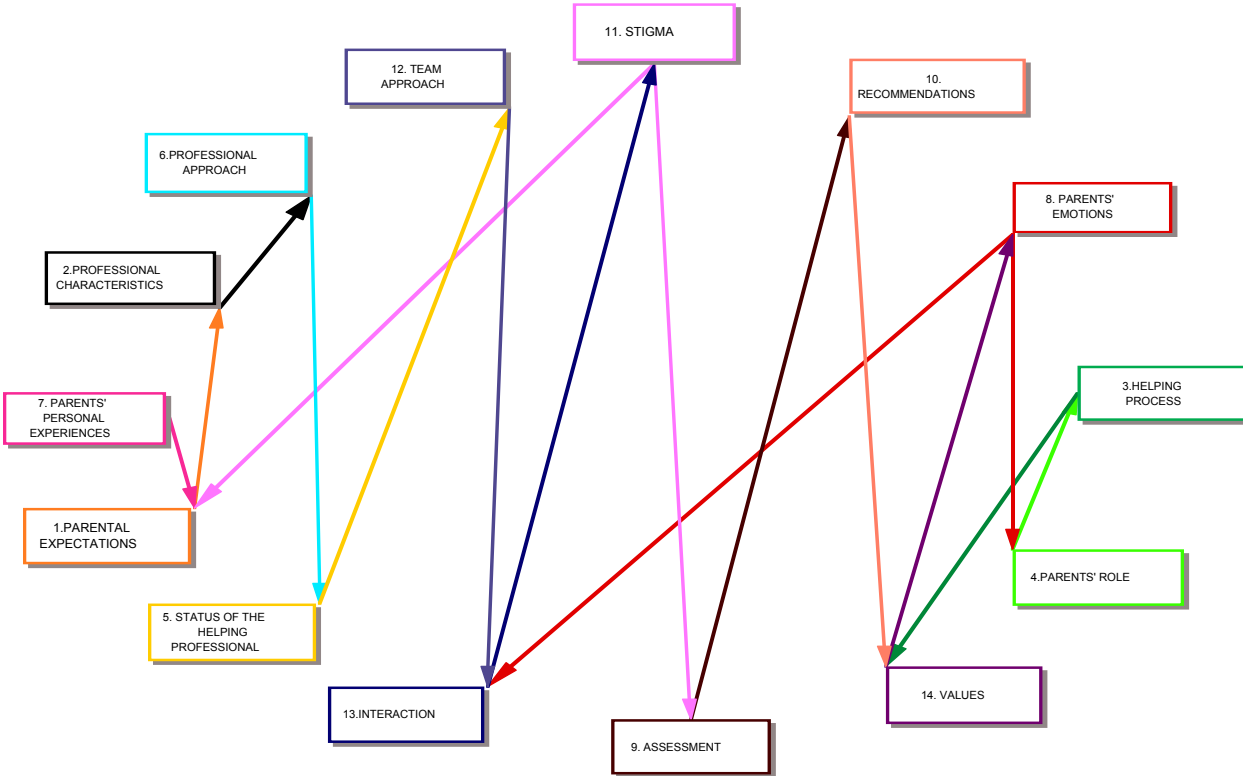 11. STIGMA
12. TEAM
APPROACH
10.
RECOMMENDATIONS
6.PROFESSIONAL
APPROACH
8. PARENTS'
EMOTIONS
2.PROFESSIONAL
CHARACTERISTICS
3.HELPING
PROCESS
7. PARENTS'
PERSONAL
EXPERIENCES
1.PARENTAL
EXPECTATIONS
4.PARENTS' ROLE
5. STATUS OF THE
HELPING
PROFESSIONAL
14. VALUES
13.INTERACTION
9. ASSESSMENT